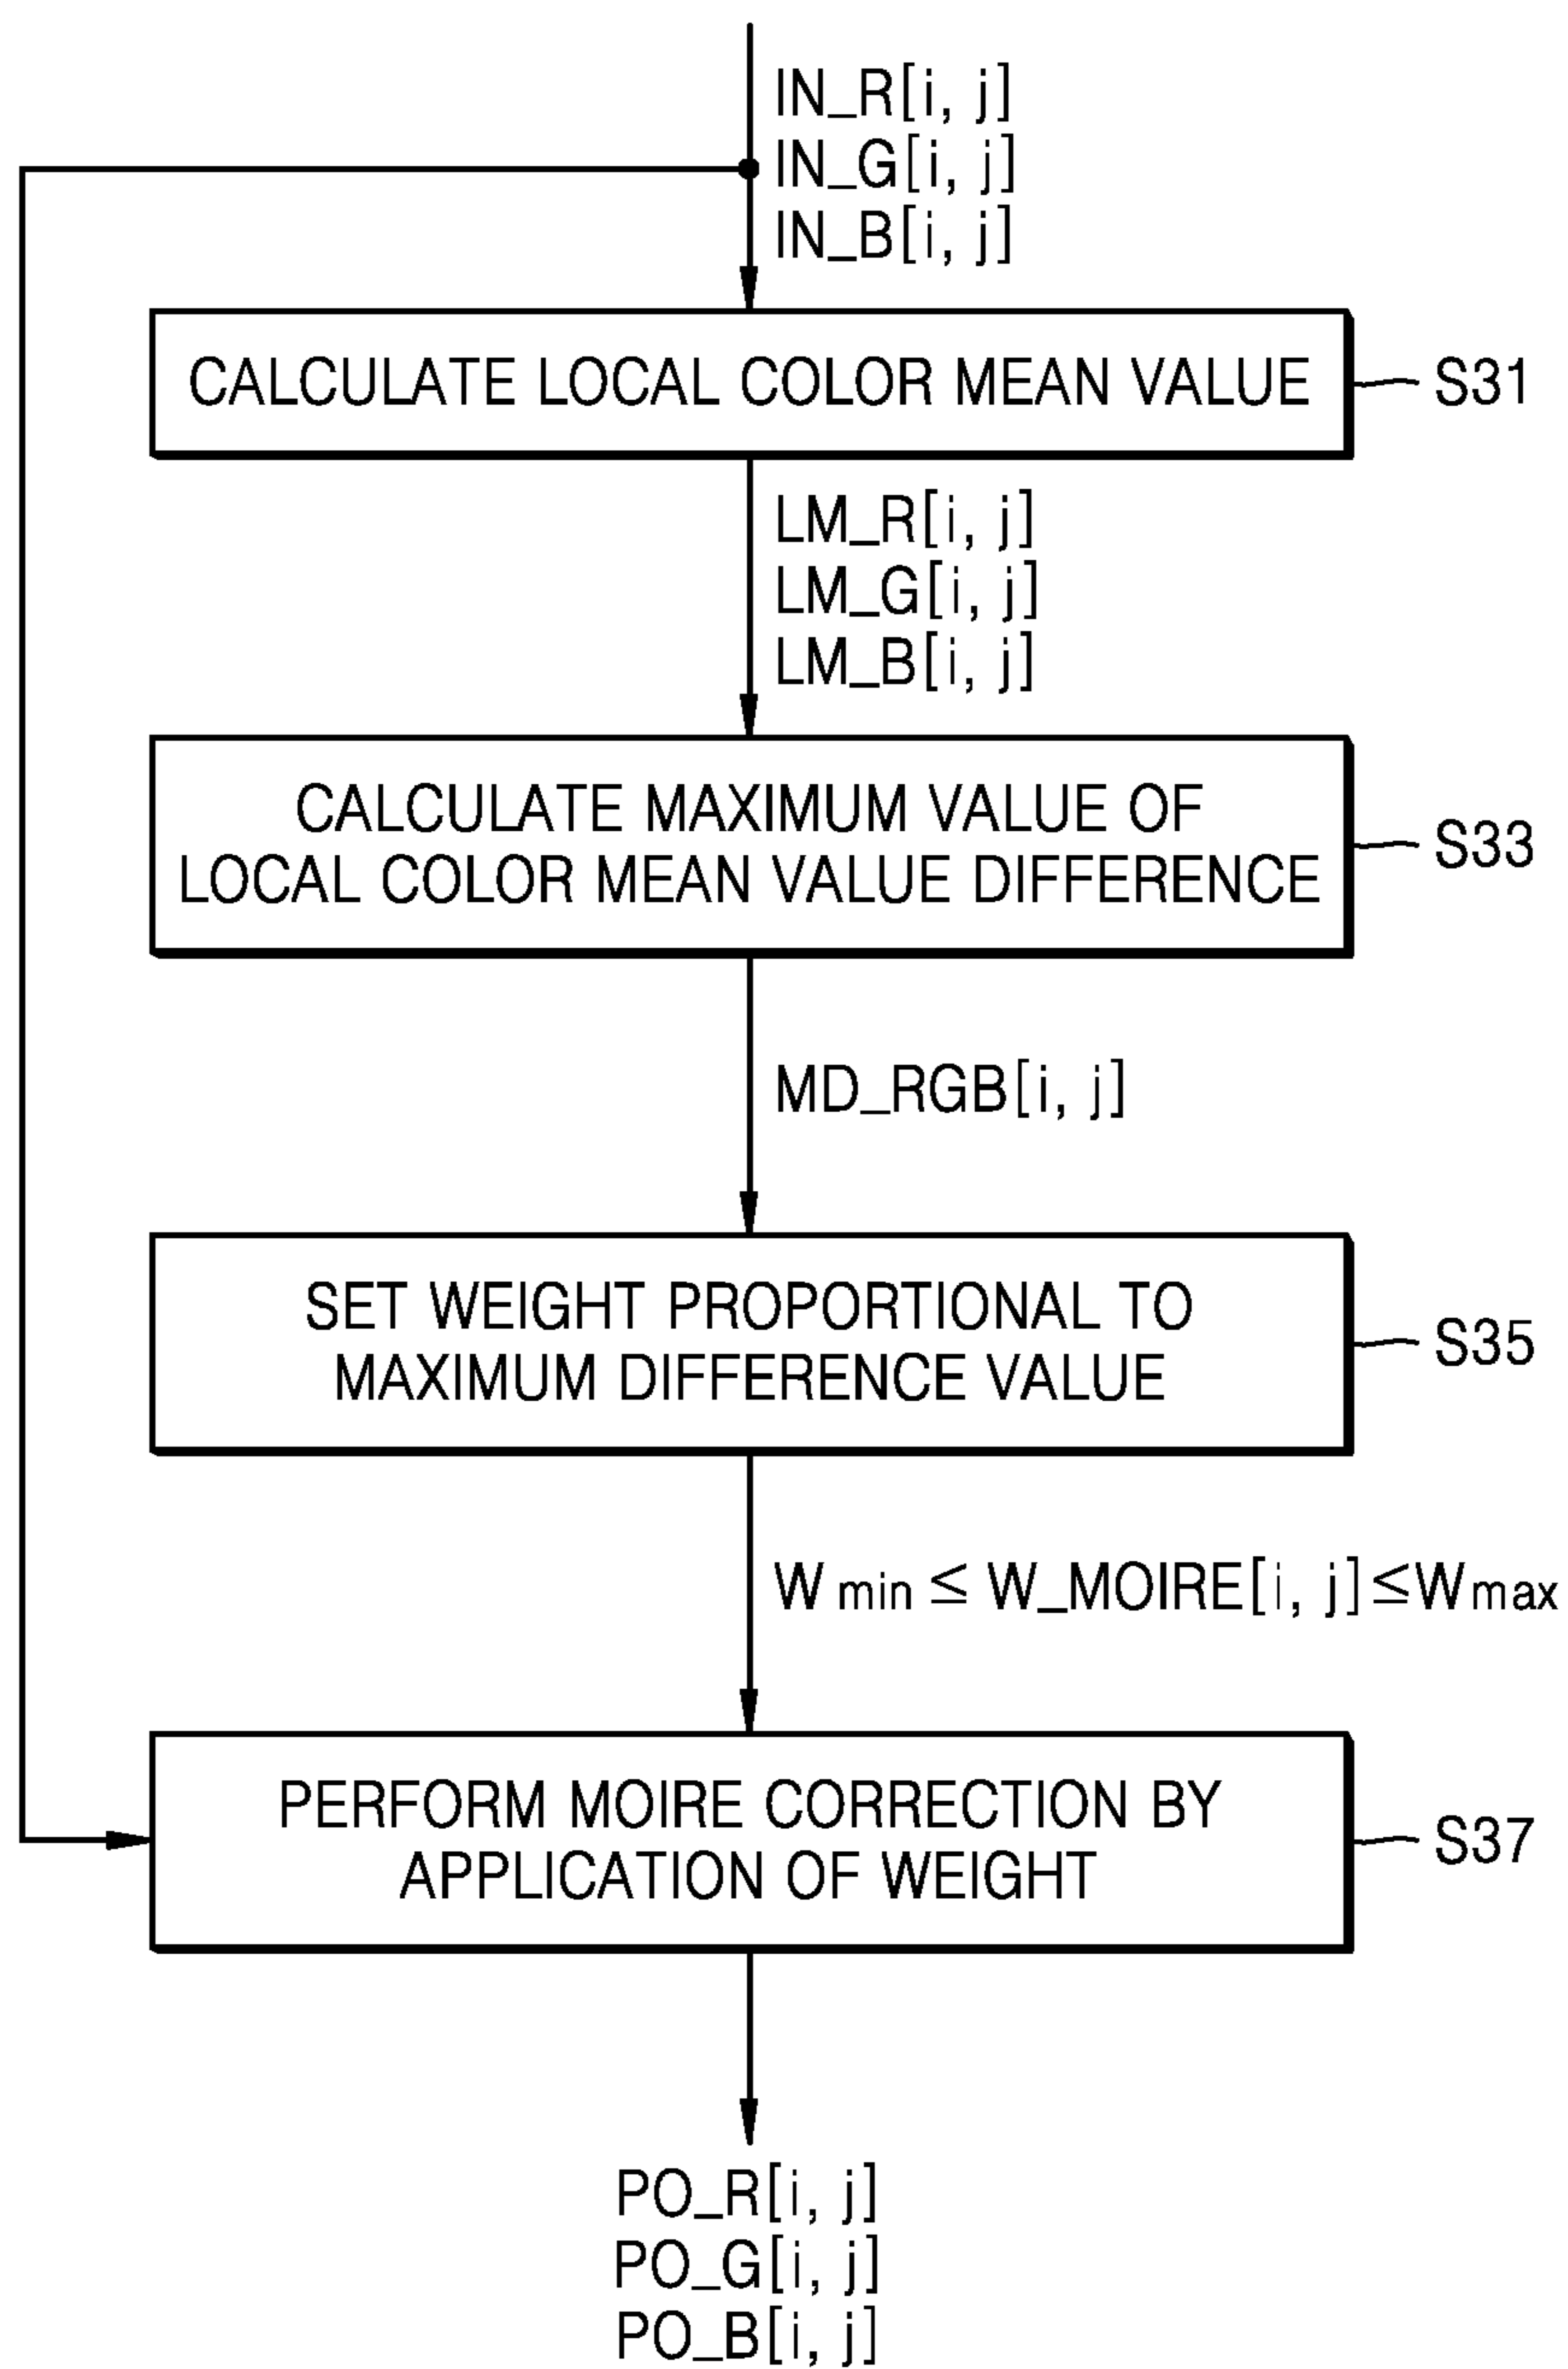 IN_R[i, j]
IN_G[i, j]
IN_B[i, j]
CALCULATE LOCAL COLOR MEAN VALUE
S31
LM_R[i, j]
LM_G[i, j]
LM_B[i, j]
CALCULATE MAXIMUM VALUE OF
LOCAL COLOR MEAN VALUE DIFFERENCE
S33
MD_RGB[i, j]
SET WEIGHT PROPORTIONAL TO
MAXIMUM DIFFERENCE VALUE
S35
Wmin ≤ W_MOIRE[i, j]≤Wmax
PERFORM MOIRE CORRECTION BY
APPLICATION OF WEIGHT
S37
PO_R[i, j]
PO_G[i, j]
PO_B[i, j]